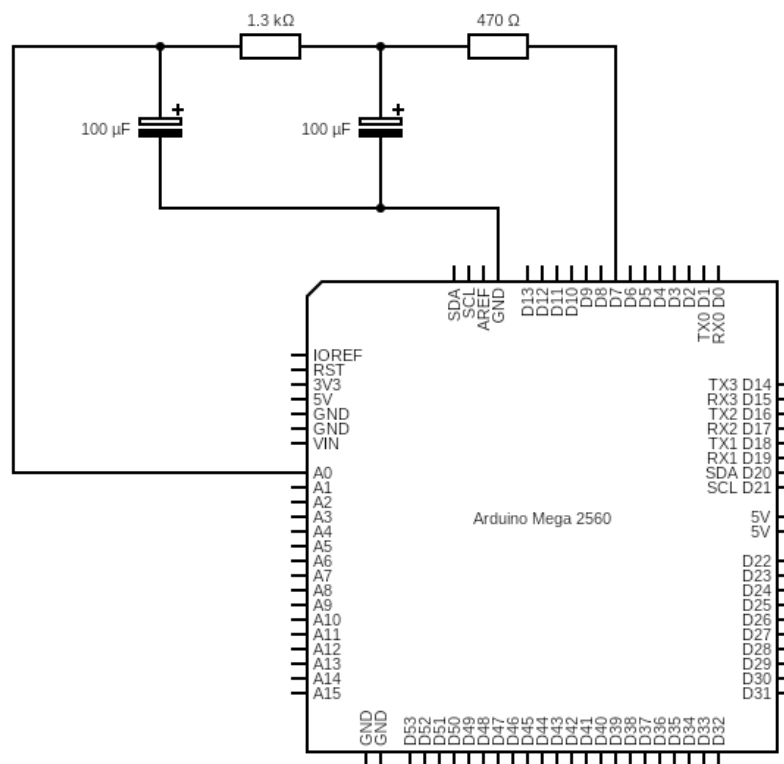 1.3 kΩ
470 Ω
+
+
100 µF
100 µF
SDA
SCL
AREF
GND
D13
D12
D11
D10
D9
D8
D7
D6
D5
D4
D3
D2
TX0 D1
RX0 D0
IOREF
RST
3V3
5V
GND
GND
VIN
A0
A1
A2
A3
A4
A5
A6
A7
A8
A9
A10
A11
A12
A13
A14
A15
Arduino Mega 2560
TX3 D14
RX3 D15
TX2 D16
RX2 D17
TX1 D18
RX1 D19
SDA D20
SCL D21
5V
5V
D22
D23
D24
D25
D26
D27
D28
D29
D30
D31
GND
GND
D53
D52
D51
D50
D49
D48
D47
D46
D45
D44
D43
D42
D41
D40
D39
D38
D37
D36
D35
D34
D33
D32